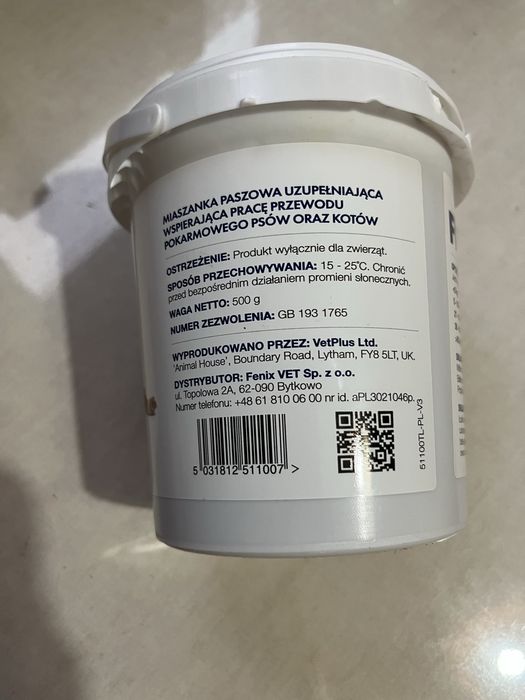 MIASZANKA PASZOWA UZUPEŁNIAJĄCA
WSPIERAJĄCA PRACĘ PRZEWODU
POKARMOWEGO PSÓW ORAZ KOTÓW
OSTRZEŻENIE: Produkt wyłącznie dla zwierząt.
SPOSÓB PRZECHOWYWANIA: 15 - 25°C. Chronić
przed bezpośrednim działaniem promieni słonecznych.
WAGA NETTO: 500 g
NUMER ZEZWOLENIA: GB 193 1765
WYPRODUKOWANO PRZEZ: VetPlus Ltd.
'Animal House', Boundary Road, Lytham, FY8 5LT, UK.
DYSTRYBUTOR: Fenix VET Sp. z o.o.
ul. Topolowa 2A, 62-090 Bytkowo
Numer telefonu: +48 61 810 06 00 nr id. aPL3021046p.
5 031812 511007 >
51100TL-PL-V3